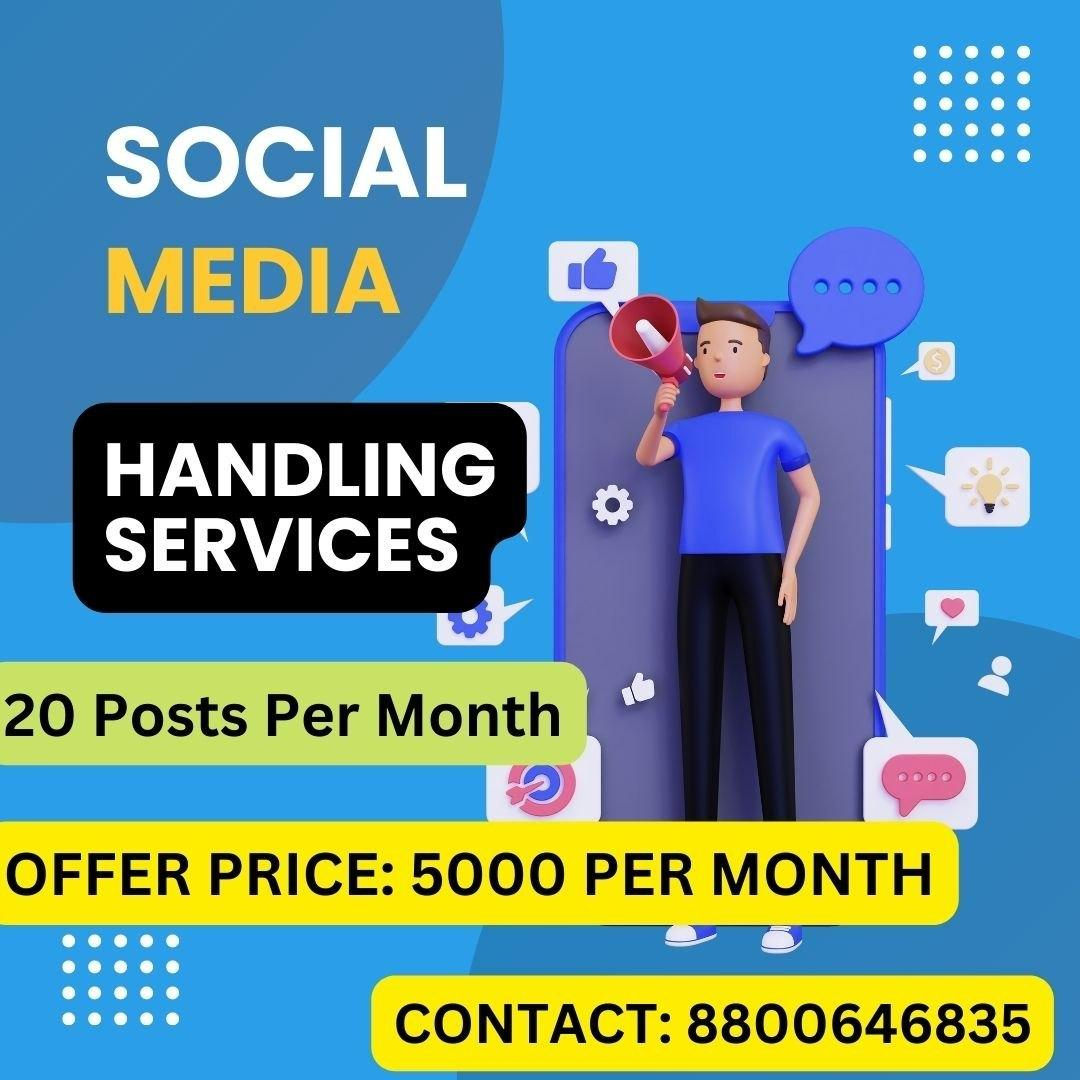 SOCIAL
MEDIA
HANDLING
SERVICES
20 Posts Per Month
OFFER PRICE: 5000 PER MONTH
CONTACT: 8800646835